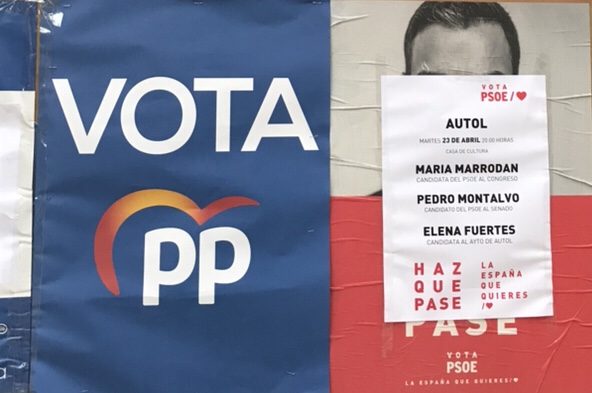 VOTA
pp
a
VOTA
PSOE/♥
AUTOL
MARTES 23 DE ABRIL 20:00 HORAS
CASA DE CULTURA
MARIA MARRODAN
CANDIDATA DEL PSOE AL CONGRESO
PEDRO MONTALVO
CANDIDATO DEL PSOE AL SENADO
ELENA FUERTES
CANDIDATA AL AYTO DE AUTOL
HAZ
QUE
PASE
LA
ESPAÑA
QUE
QUIERES
/♥
PASE
VOTA
PSOE
LA ESPAÑA QUE QUIERES/♥